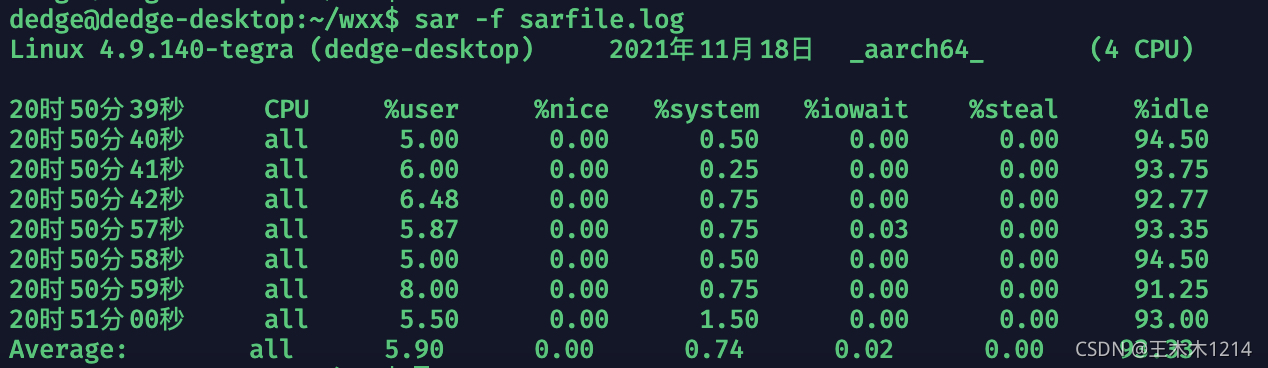 dedge@dedge-desktop:~/wxx$ sar -f sarfile.log
Linux 4.9.140-tegra (dedge-desktop) 2021年11月18日 _aarch64_ (4 CPU)
20时50分39秒 CPU %user %nice %system %iowait %steal %idle
20时50分40秒 all 5.00 0.00 0.50 0.00 0.00 94.50
20时50分41秒 all 6.00 0.00 0.25 0.00 0.00 93.75
20时50分42秒 all 6.48 0.00 0.75 0.00 0.00 92.77
20时50分57秒 all 5.87 0.00 0.75 0.03 0.00 93.35
20时50分58秒 all 5.00 0.00 0.50 0.00 0.00 94.50
20时50分59秒 all 8.00 0.00 0.75 0.00 0.00 91.25
20时51分00秒 all 5.50 0.00 1.50 0.00 0.00 93.00
Average: all 5.90 0.00 0.74 0.02 0.00
CSDN @王木木1214